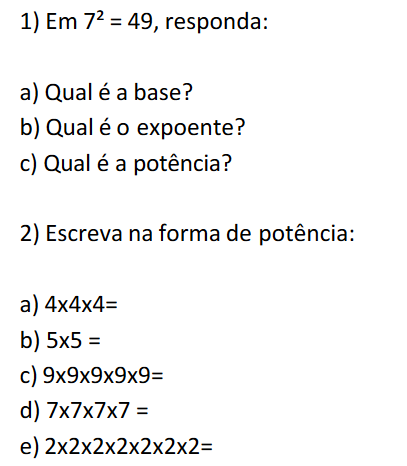 1) Em 7² = 49, responda:
a) Qual é a base?
b) Qual é o expoente?
c) Qual é a potência?
2) Escreva na forma de potência:
a) 4x4x4=
b) 5x5 =
c) 9x9x9x9x9=
d) 7x7x7x7 =
e) 2x2x2x2x2x2x2=